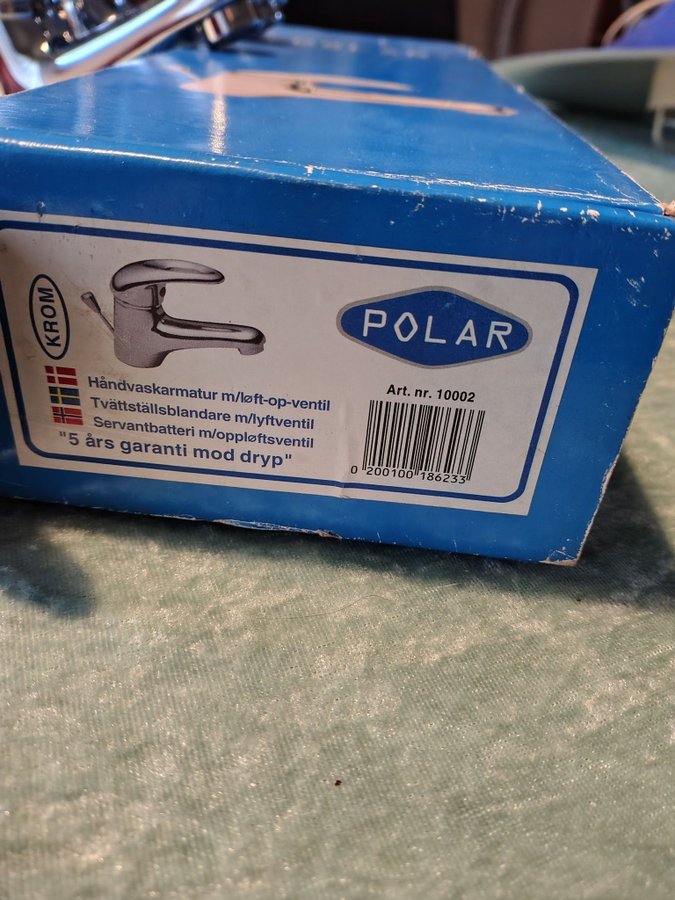 KROM
POLAR
Art. nr. 10002
Håndvaskarmatur m/løft-op-ventil
Tvättställsblandare m/lyftventil
Servantbatteri m/oppløftsventil
"5 års garanti mod dryp"
0 200100 186233